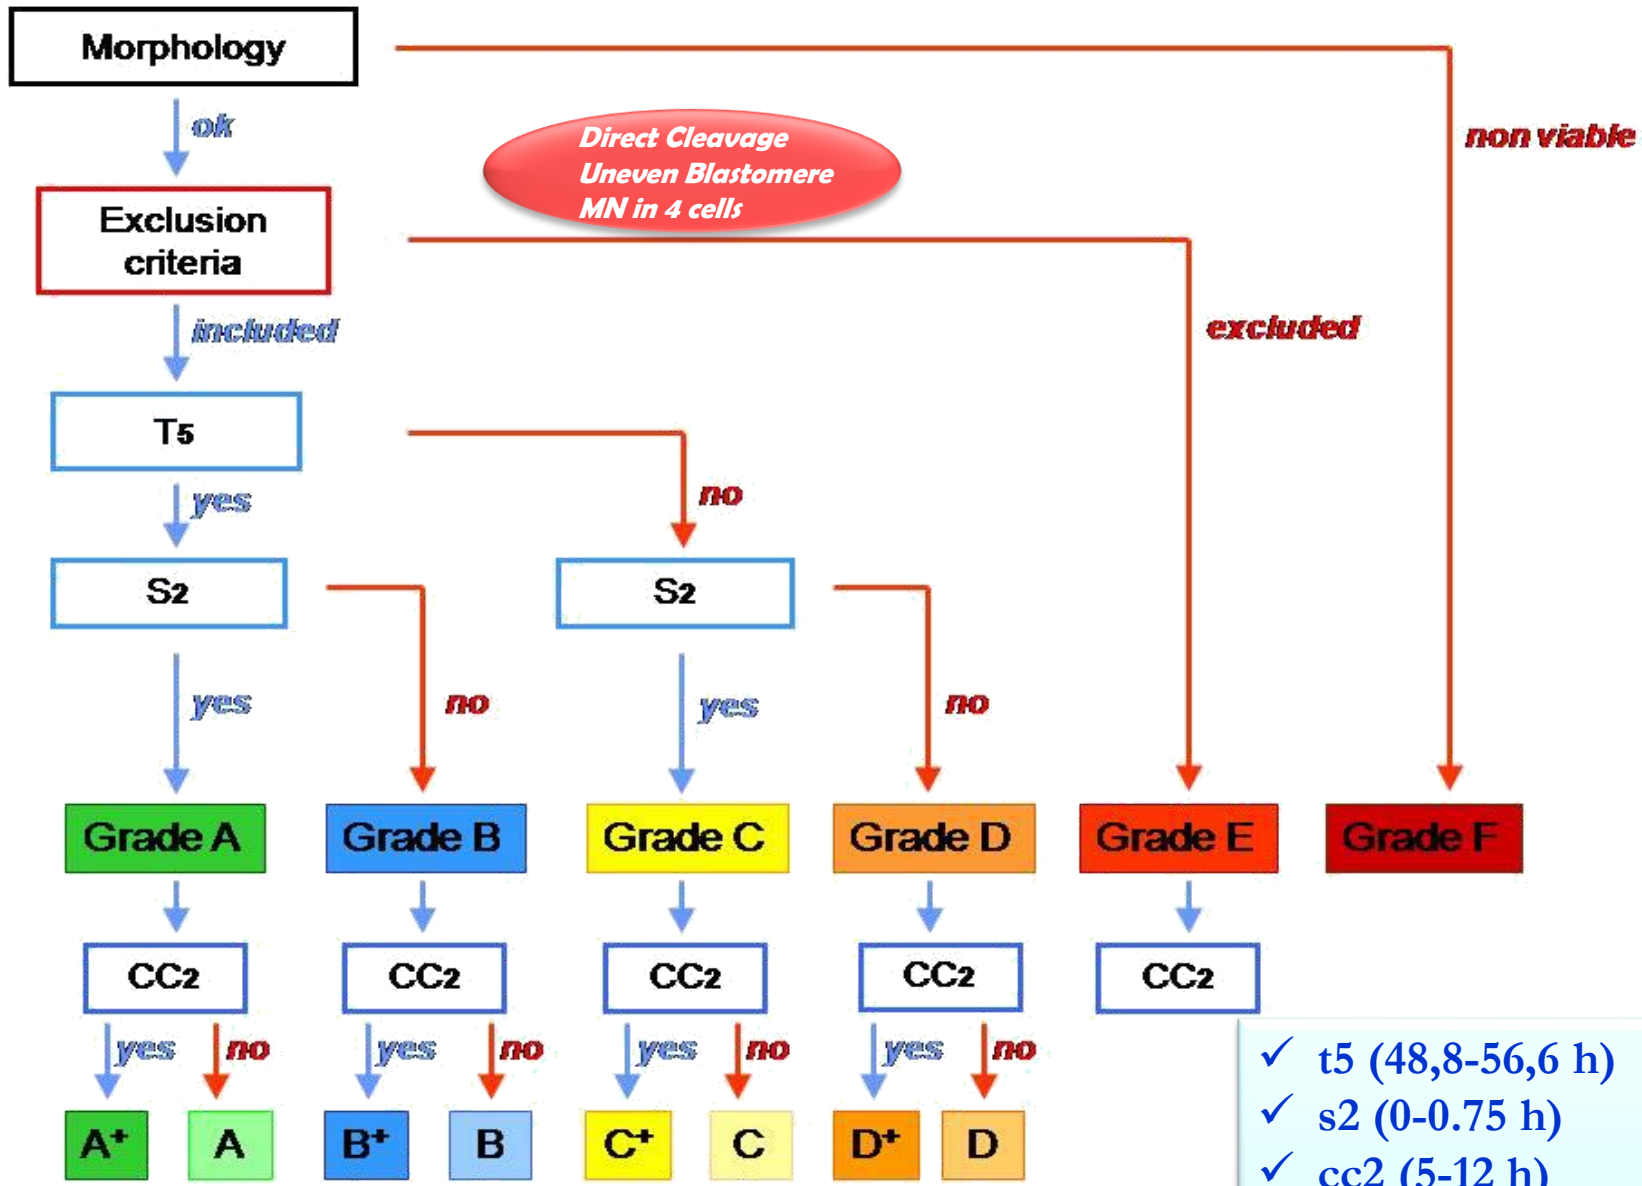 Morphology
ok
non viable
Direct Cleavage
Uneven Blastomere
MN in 4 cells
Exclusion
criteria
included
excluded
T5
yes
no
S2
S2
yes
no
yes
no
Grade A
Grade B
Grade C
Grade D
Grade E
Grade F
CC2
CC2
CC2
CC2
CC2
yes
no
yes
no
yes
no
yes
no
A+
A
B+
B
C+
C
D+
D
✓ t5 (48,8-56,6 h)
✓ s2 (0-0.75 h)
✓ cc2 (5-12 h)